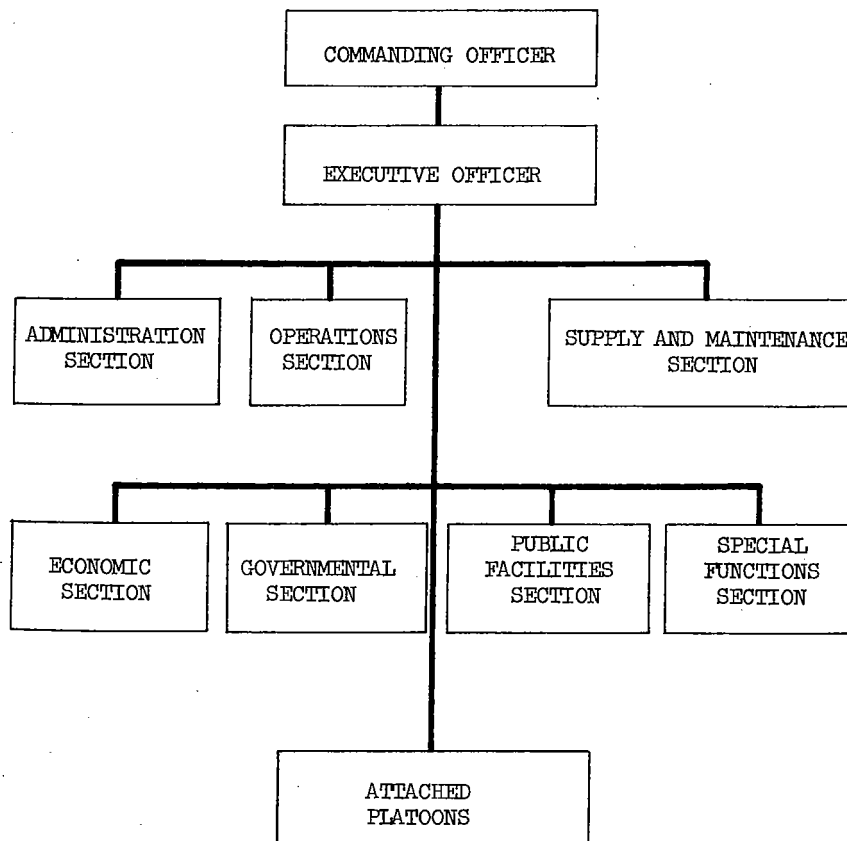 COMMANDING OFFICER
EXECUTIVE OFFICER
ADMINISTRATION
SECTION
OPERATIONS
SECTION
SUPPLY AND MAINTENANCE
SECTION
ECONOMIC
SECTION
GOVERNMENTAL
SECTION
PUBLIC
FACILITIES
SECTION
SPECIAL
FUNCTIONS
SECTION
ATTACHED
PLATOONS